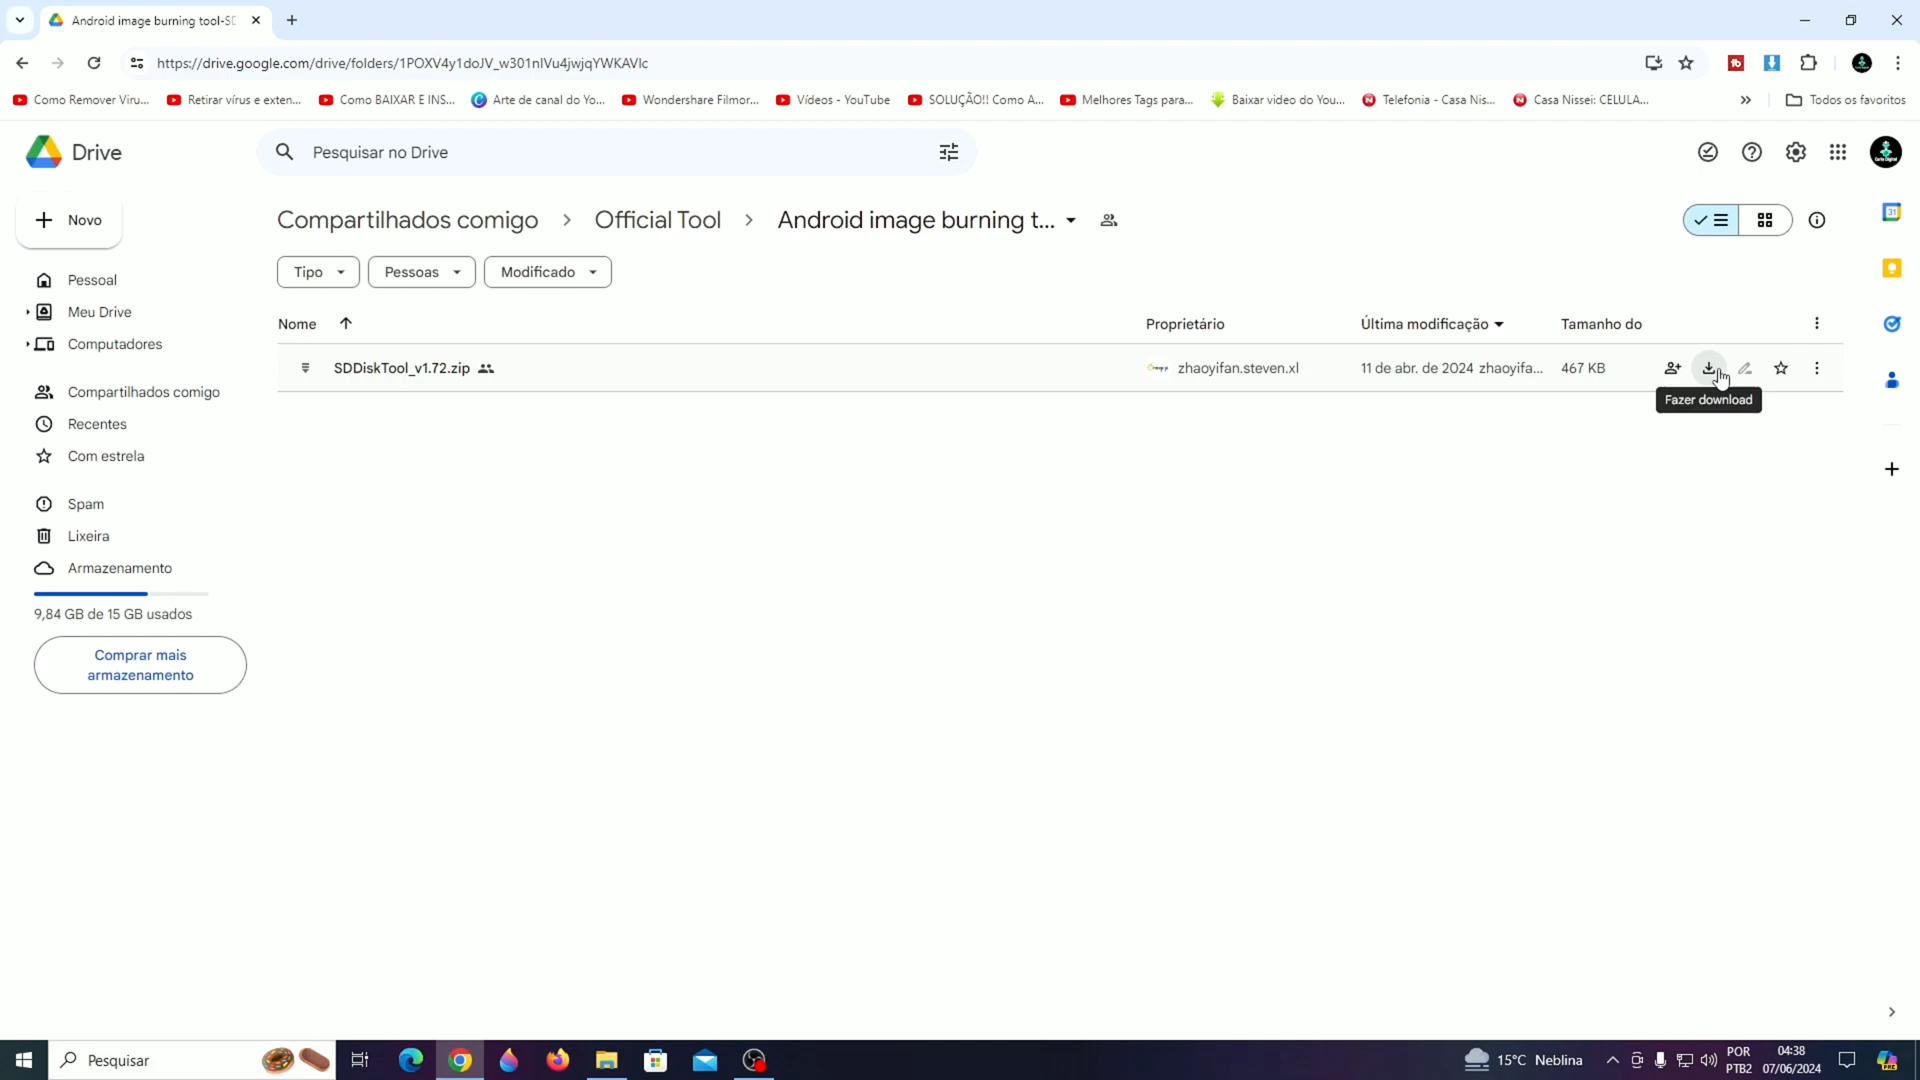 Android image burning tool-SD
https://drive.google.com/drive/folders/1POXV4y1doJV_w301nlVu4jwjqYWKAVlc
Como Remover Viru...
Retirar vírus e exten...
Como BAIXAR E INS...
Arte de canal do Yo...
Wondershare Filmor...
Vídeos - YouTube
SOLUÇÃO!! Como A...
Melhores Tags para...
Baixar video do You...
Telefonia - Casa Nis...
Casa Nissei: CELULA...
Todos os favoritos
Drive
Pesquisar no Drive
Novo
Compartilhados comigo > Official Tool > Android image burning t...
Tipo
Pessoas
Modificado
Pessoal
Meu Drive
Computadores
Compartilhados comigo
Recentes
Com estrela
Spam
Lixeira
Armazenamento
9,84 GB de 15 GB usados
Comprar mais
armazenamento
Nome
Proprietário
Última modificação
Tamanho do
SDDiskTool_v1.72.zip
zhaoyifan.steven.xl
11 de abr. de 2024 zhaoyifa...
467 KB
Fazer download
31
Pesquisar
15°C Neblina
POR
PTB2
04:38
07/06/2024